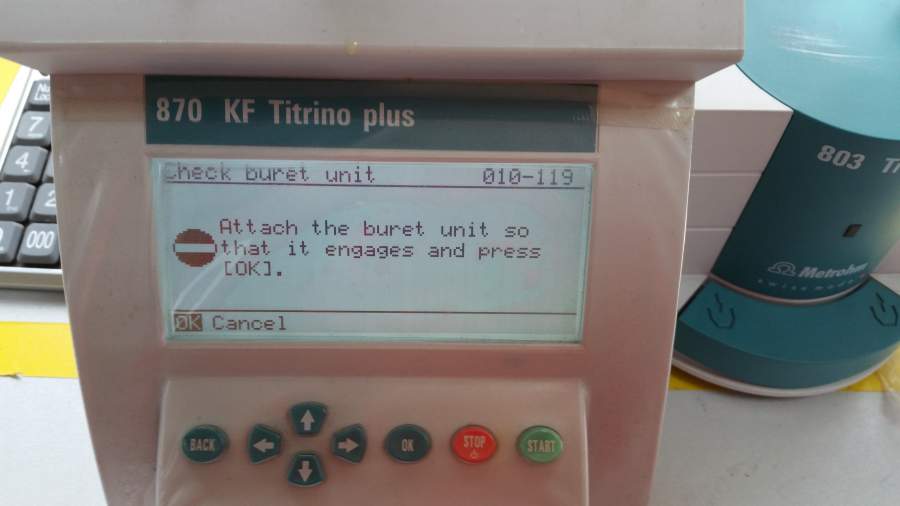 870 KF Titrino plus
Check buret unit 010-119
Attach the buret unit so
that it engages and press
[OK].
OK Cancel
BACK
OK
STOP
START
803 Ti
Metrohm
7
4
1
2
000